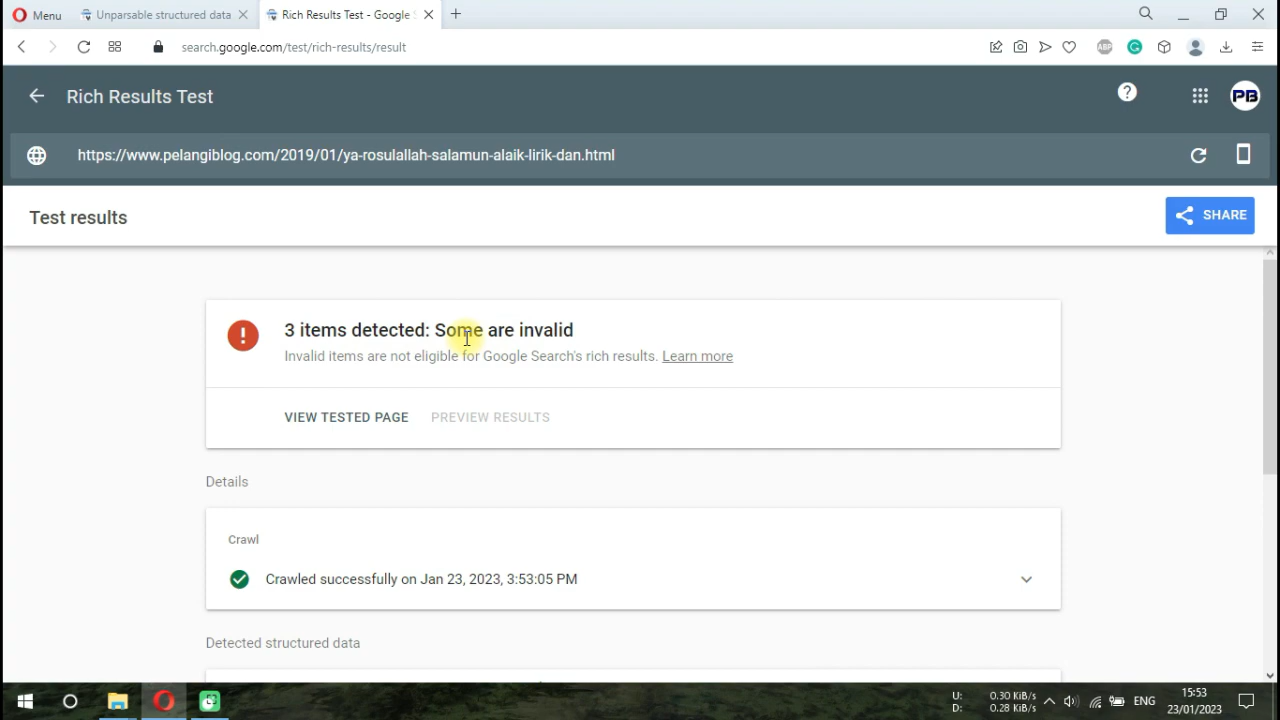 Menu
Unparsable structured data
Rich Results Test - Google S
search.google.com/test/rich-results/result
ABP
Rich Results Test
PB
https://www.pelangiblog.com/2019/01/ya-rosulallah-salamun-alaik-lirik-dan.html
Test results
SHARE
3 items detected: Some are invalid
Invalid items are not eligible for Google Search's rich results. Learn more
VIEW TESTED PAGE
PREVIEW RESULTS
Details
Crawl
Crawled successfully on Jan 23, 2023, 3:53:05 PM
Detected structured data
U: 0.30 KiB/s
D: 0.28 KiB/s
ENG
15:53
23/01/2023